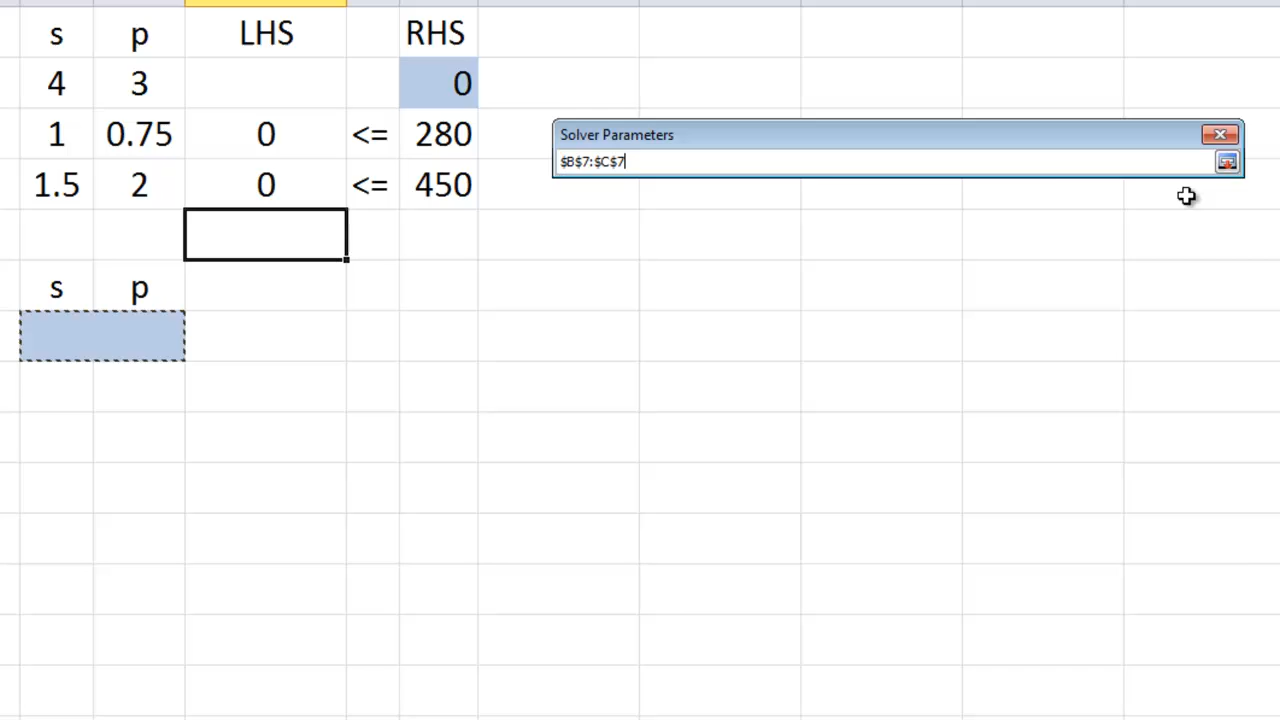 s p LHS RHS
4 3 0
1 0.75 0 <= 280
1.5 2 0 <= 450
s p
Solver Parameters
$B$7:$C$7